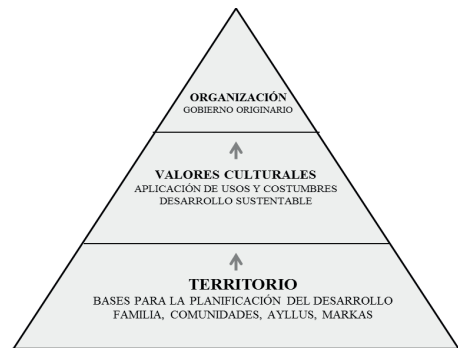 ORGANIZACIÓN
GOBIERNO ORIGINARIO
VALORES CULTURALES
APLICACIÓN DE USOS Y COSTUMBRES
DESARROLLO SUSTENTABLE
TERRITORIO
BASES PARA LA PLANIFICACIÓN DEL DESARROLLO
FAMILIA, COMUNIDADES, AYLLUS, MARKAS